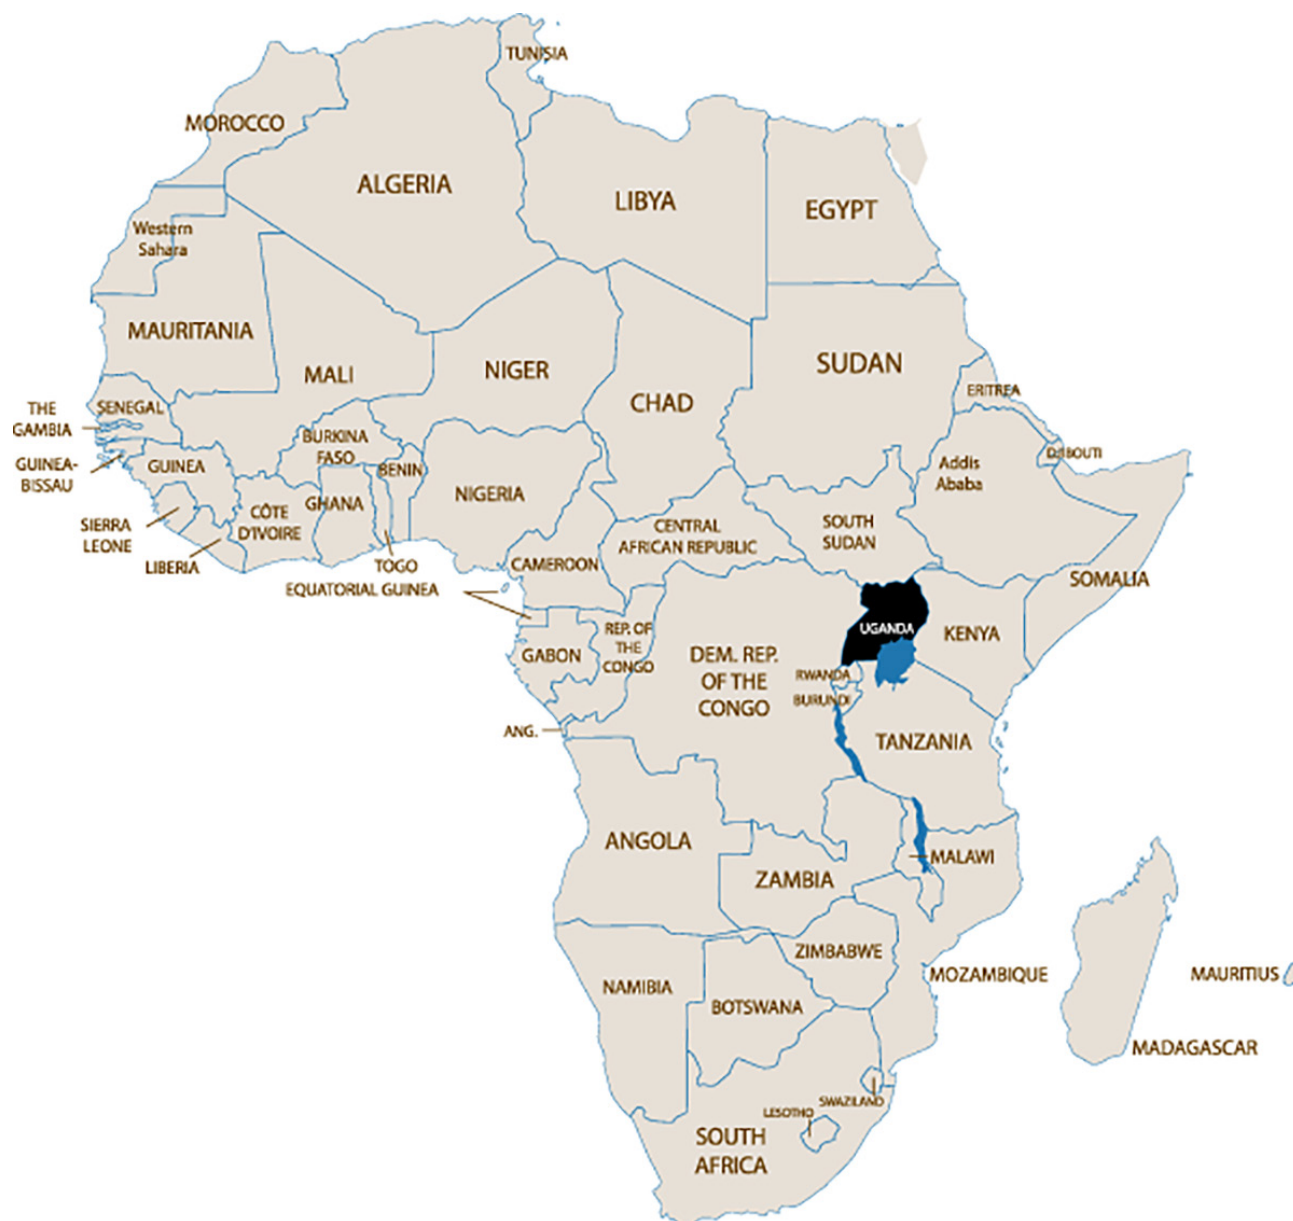 TUNISIA
MOROCCO
ALGERIA
LIBYA
EGYPT
Western
Sahara
MAURITANIA
MALI
NIGER
CHAD
SUDAN
ERITREA
THE
GAMBIA
SENEGAL
BURKINA
FASO
BENIN
DJIBOUTI
GUINEA-
BISSAU
GUINEA
NIGERIA
Addis
Ababa
SIERRA
LEONE
CÔTE
D'IVOIRE
GHANA
CENTRAL
AFRICAN REPUBLIC
SOUTH
SUDAN
LIBERIA
TOGO
CAMEROON
SOMALIA
EQUATORIAL GUINEA
REP. OF
THE
CONGO
UGANDA
KENYA
GABON
DEM. REP.
OF THE
CONGO
RWANDA
BURUNDI
ANG.
TANZANIA
ANGOLA
ZAMBIA
MALAWI
ZIMBABWE
MOZAMBIQUE
MAURITIUS
NAMIBIA
BOTSWANA
MADAGASCAR
SWAZILAND
LESOTHO
SOUTH
AFRICA